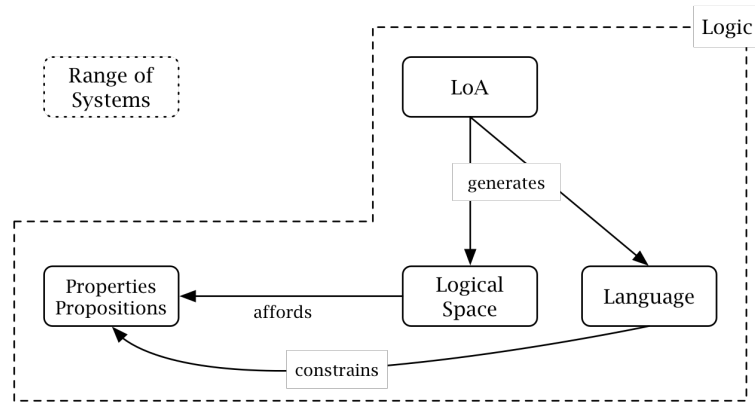 Logic
Range of
Systems
LoA
generates
Properties
Propositions
affords
Logical
Space
Language
constrains